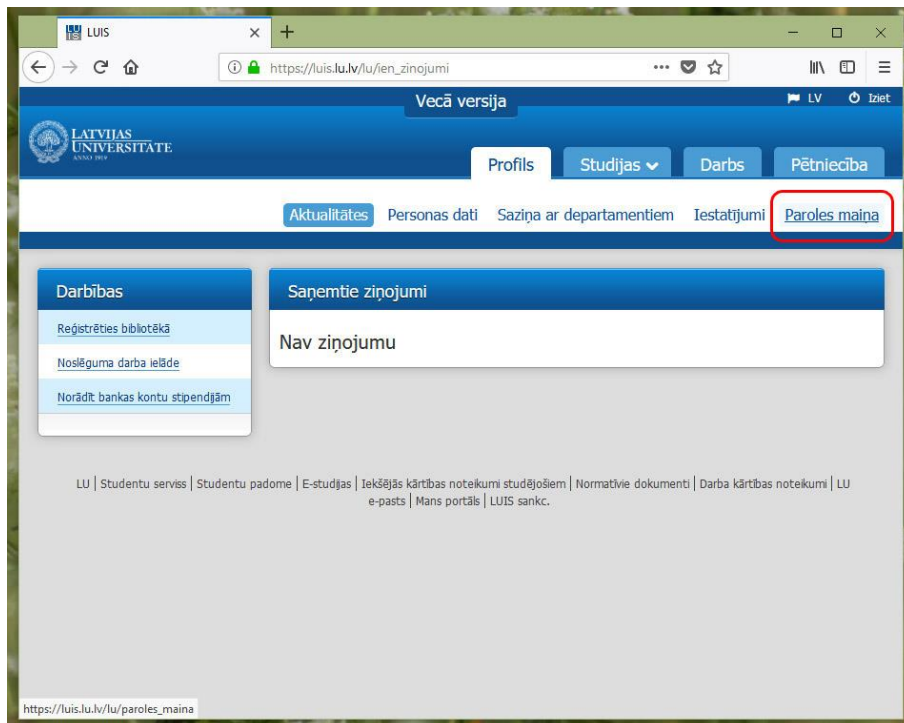 LUIS
https://luis.lu.lv/lu/ien_zinojumi
Vecā versija
LV Iziet
LATVIJAS
UNIVERSITĀTE
ANNO 1919
Profils Studijas Darbs Pētniecība
Aktualitātes Personas dati Saziņa ar departamentiem Iestatījumi Paroles maiņa
Darbības
Reģistrēties bibliotēkā
Noslēguma darba ielāde
Norādīt bankas kontu stipendijām
Saņemtie ziņojumi
Nav ziņojumu
LU | Studentu serviss | Studentu padome | E-studijas | Iekšējās kārtības noteikumi studējošiem | Normatīvie dokumenti | Darba kārtības noteikumi | LU
e-pasts | Mans portāls | LUIS sankc.
https://luis.lu.lv/lu/paroles_maina